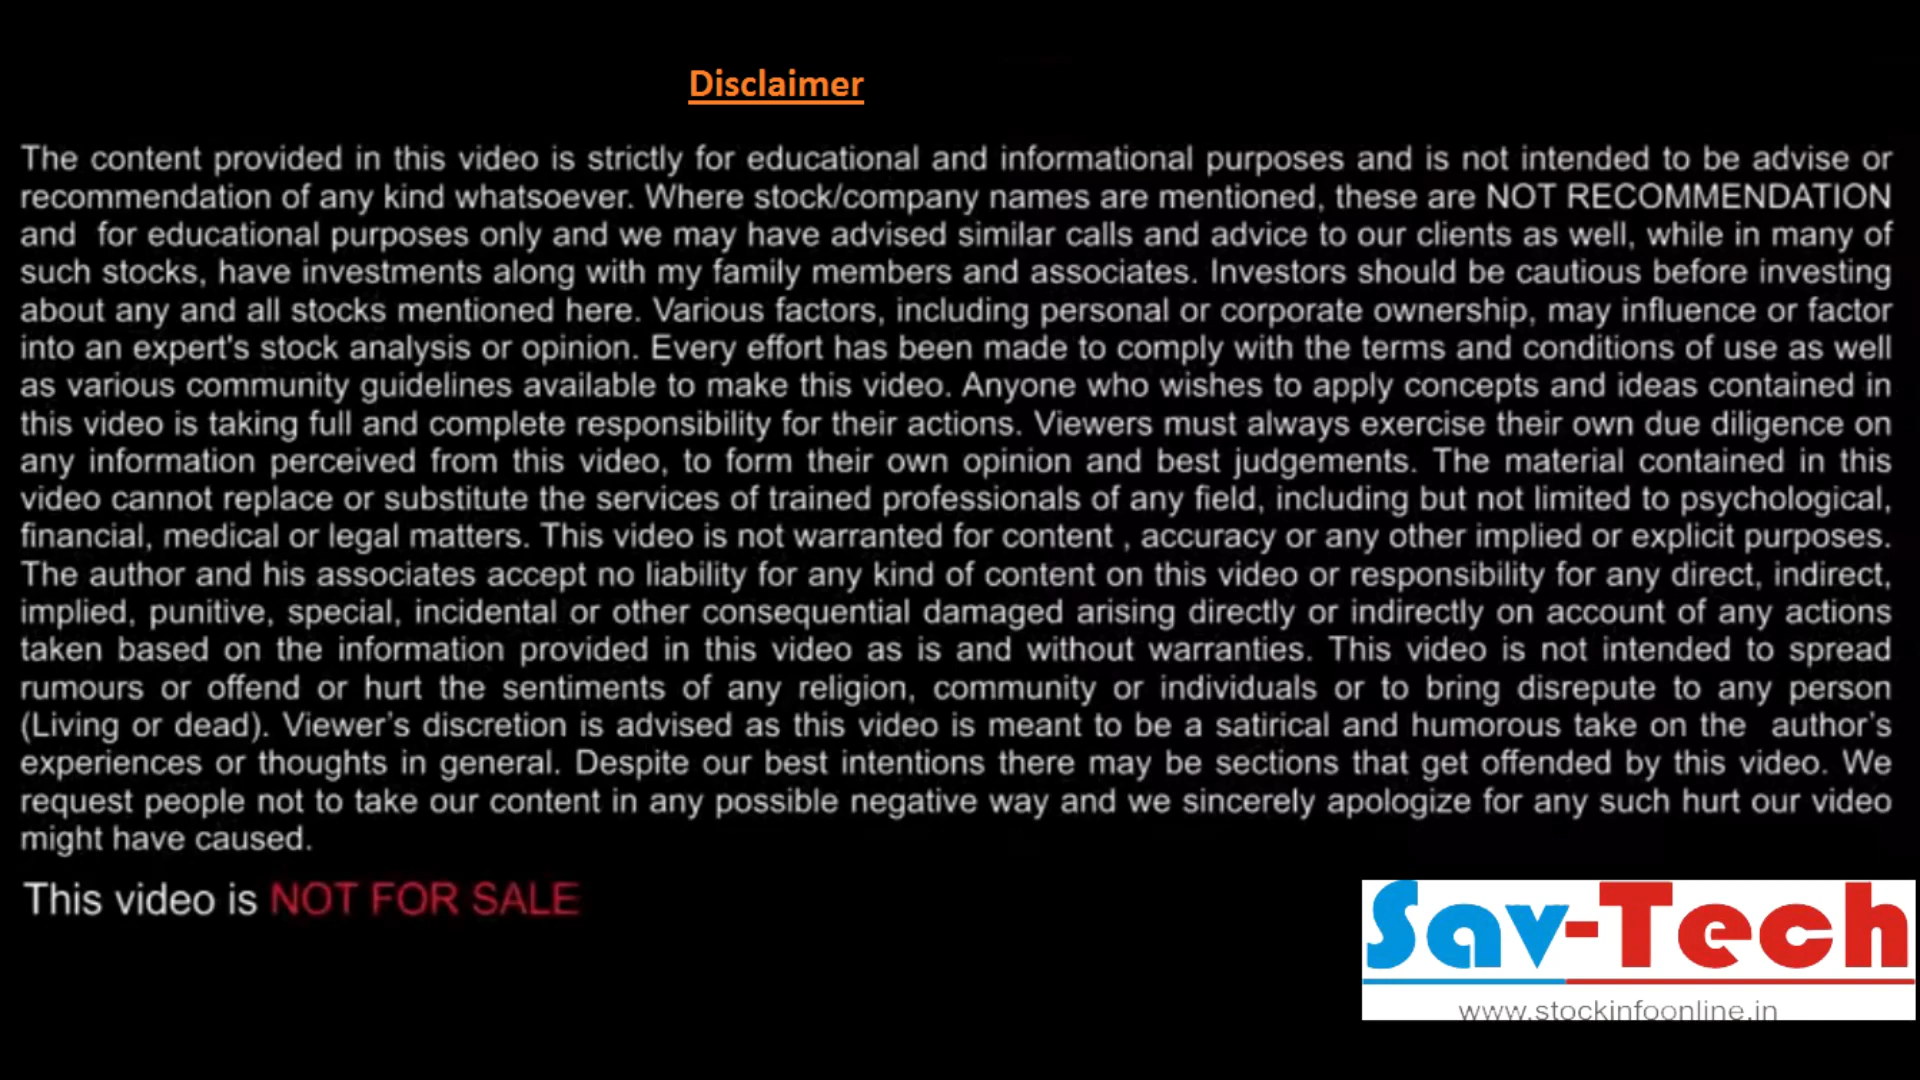 Disclaimer
The content provided in this video is strictly for educational and informational purposes and is not intended to be advise or
recommendation of any kind whatsoever. Where stock/company names are mentioned, these are NOT RECOMMENDATION
and for educational purposes only and we may have advised similar calls and advice to our clients as well, while in many of
such stocks, have investments along with my family members and associates. Investors should be cautious before investing
about any and all stocks mentioned here. Various factors, including personal or corporate ownership, may influence or factor
into an expert's stock analysis or opinion. Every effort has been made to comply with the terms and conditions of use as well
as various community guidelines available to make this video. Anyone who wishes to apply concepts and ideas contained in
this video is taking full and complete responsibility for their actions. Viewers must always exercise their own due diligence on
any information perceived from this video, to form their own opinion and best judgements. The material contained in this
video cannot replace or substitute the services of trained professionals of any field, including but not limited to psychological,
financial, medical or legal matters. This video is not warranted for content , accuracy or any other implied or explicit purposes.
The author and his associates accept no liability for any kind of content on this video or responsibility for any direct, indirect,
implied, punitive, special, incidental or other consequential damaged arising directly or indirectly on account of any actions
taken based on the information provided in this video as is and without warranties. This video is not intended to spread
rumours or offend or hurt the sentiments of any religion, community or individuals or to bring disrepute to any person
(Living or dead). Viewer’s discretion is advised as this video is meant to be a satirical and humorous take on the author’s
experiences or thoughts in general. Despite our best intentions there may be sections that get offended by this video. We
request people not to take our content in any possible negative way and we sincerely apologize for any such hurt our video
might have caused.
This video is NOT FOR SALE
Sav-Tech
www.stockinfoonline.in